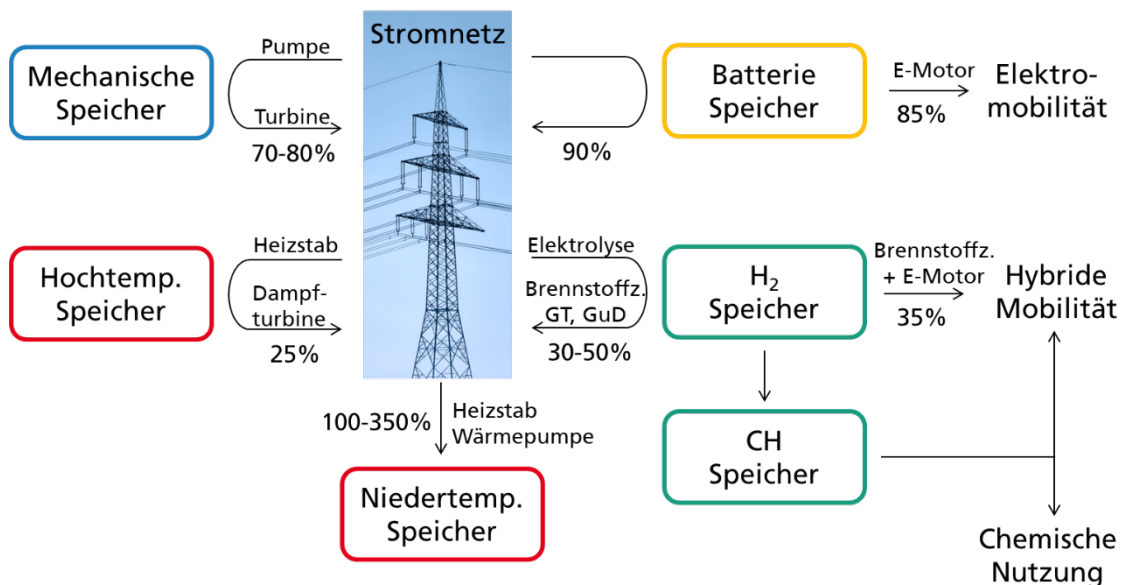 Stromnetz
Mechanische
Speicher
Pumpe
Turbine
70-80%
90%
Batterie
Speicher
E-Motor
85%
Elektro-
mobilität
Hochtemp.
Speicher
Heizstab
Dampf-
turbine
25%
Elektrolyse
Brennstoffz.
GT, GuD
30-50%
H₂
Speicher
Brennstoffz.
+ E-Motor
35%
Hybride
Mobilität
100-350%
Heizstab
Wärmepumpe
Niedertemp.
Speicher
CH
Speicher
Chemische
Nutzung